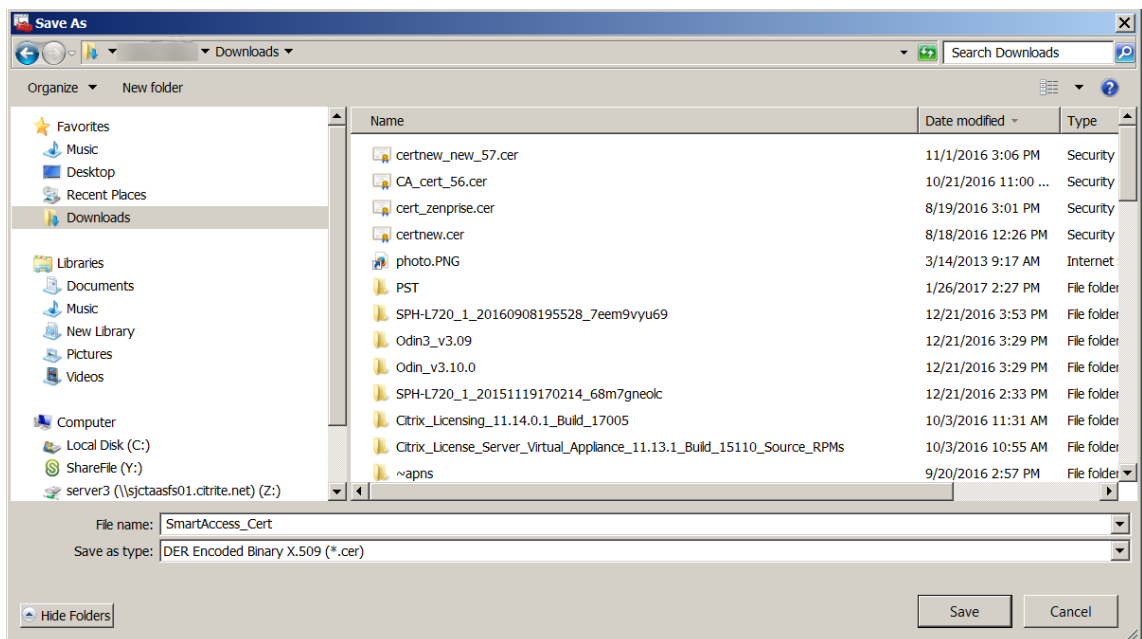 Save As
Downloads
Search Downloads
Organize
New folder
Favorites
Music
Desktop
Recent Places
Downloads
Libraries
Documents
Music
New Library
Pictures
Videos
Computer
Local Disk (C:)
ShareFile (Y:)
server3 (\\sjctaasfs01.citrite.net) (Z:)
Name Date modified Type
certnew_new_57.cer 11/1/2016 3:06 PM Security
CA_cert_56.cer 10/21/2016 11:00 ... Security
cert_zenprise.cer 8/19/2016 3:01 PM Security
certnew.cer 8/18/2016 12:26 PM Security
photo.PNG 3/14/2013 9:17 AM Internet
PST 1/26/2017 2:27 PM File folder
SPH-L720_1_20160908195528_7eem9vyu69 12/21/2016 3:53 PM File folder
Odin3_v3.09 12/21/2016 3:29 PM File folder
Odin_v3.10.0 12/21/2016 3:29 PM File folder
SPH-L720_1_20151119170214_68m7gneolc 12/21/2016 2:33 PM File folder
Citrix_Licensing_11.14.0.1_Build_17005 10/3/2016 11:31 AM File folder
Citrix_License_Server_Virtual_Appliance_11.13.1_Build_15110_Source_RPMs 10/3/2016 10:55 AM File folder
~apns 9/20/2016 2:57 PM File folder
File name: SmartAccess_Cert
Save as type: DER Encoded Binary X.509 (*.cer)
Hide Folders
Save
Cancel